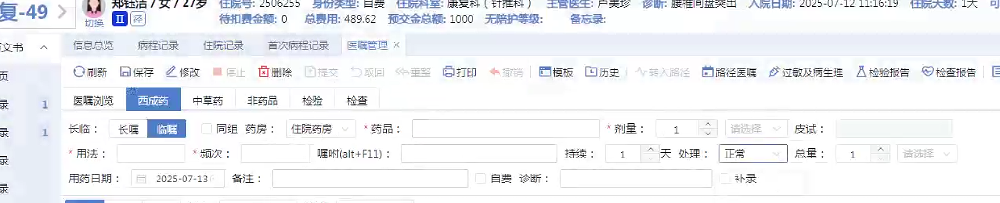 复-49 郑钰洁 / 女 / 27岁 住院号: 2506255 身份类型: 自费 住院科室: 康复科 ( 针推科 ) 主管医生: 卢美珍 诊断: 腰椎间盘突出 入院日期: 2025-07-12 11:16:19 住院天数: 1天
切换 II 径 待扣费金额: 0 总费用: 489.62 预交金总额: 1000 无陪护等级: 备忘录:
文书 信息总览 病程记录 住院记录 首次病程记录 医嘱管理 ×
页 刷新 保存 修改 停止 删除 提交 取回 重整 打印 撤销 模板 历史 转入路径 路径医嘱 过敏及病生理 检验报告 检查报告
录 1 医嘱浏览 西成药 中草药 非药品 检验 检查
录 1 长临： 长嘱 临嘱 同组 药房： 住院药房 * 药品： * 剂量： 1 请选择 皮试：
录 * 用法： * 频次： 嘱咐(alt+F11)： 持续： 1 天 处理： 正常 总量： 1 请选择
录 用药日期： 2025-07-13 备注： 自费 诊断： 补录